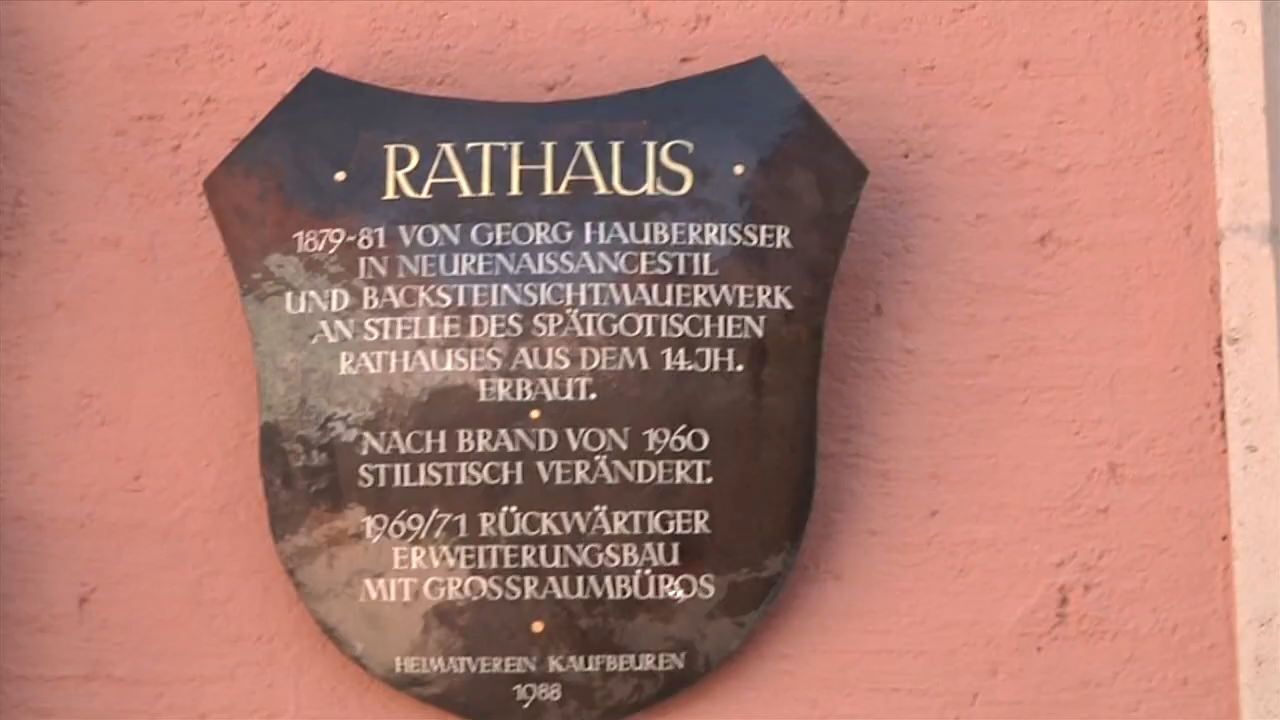 · RATHAUS ·
1879-81 VON GEORG HAUBERRISSER
IN NEURENAISSANCESTIL
UND BACKSTEINSICHTMAUERWERK
AN STELLE DES SPÄTGOTISCHEN
RATHAUSES AUS DEM 14.JH.
ERBAUT.
NACH BRAND VON 1960
STILISTISCH VERÄNDERT.
1969/71 RÜCKWÄRTIGER
ERWEITERUNGSBAU
MIT GROSSRAUMBÜROS
HEIMATVEREIN KAUFBEUREN
1988